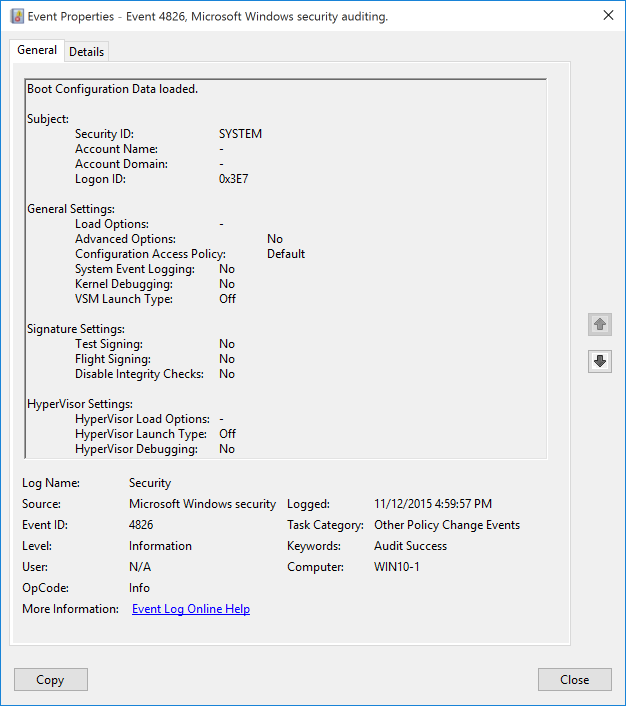 Event Properties - Event 4826, Microsoft Windows security auditing.
General Details
Boot Configuration Data loaded.
Subject:
Security ID: SYSTEM
Account Name: -
Account Domain: -
Logon ID: 0x3E7
General Settings:
Load Options: -
Advanced Options: No
Configuration Access Policy: Default
System Event Logging: No
Kernel Debugging: No
VSM Launch Type: Off
Signature Settings:
Test Signing: No
Flight Signing: No
Disable Integrity Checks: No
HyperVisor Settings:
HyperVisor Load Options: -
HyperVisor Launch Type: Off
HyperVisor Debugging: No
Log Name: Security
Source: Microsoft Windows security Logged: 11/12/2015 4:59:57 PM
Event ID: 4826 Task Category: Other Policy Change Events
Level: Information Keywords: Audit Success
User: N/A Computer: WIN10-1
OpCode: Info
More Information: Event Log Online Help
Copy Close